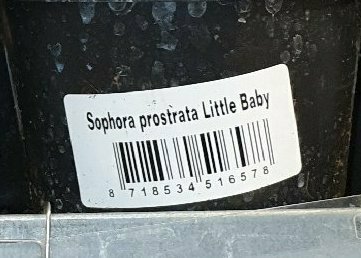 Sophora prostrata Little Baby
8 718534 516578